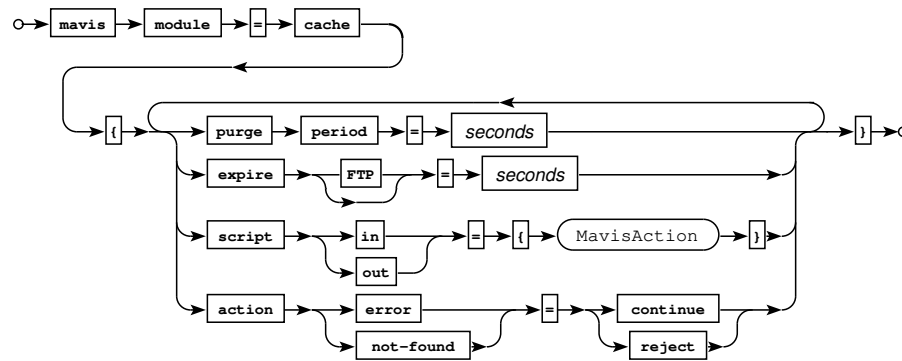 mavis module = cache
{ purge period = seconds }
expire FTP = seconds
script in = { MavisAction }
out
action error = continue
not-found reject